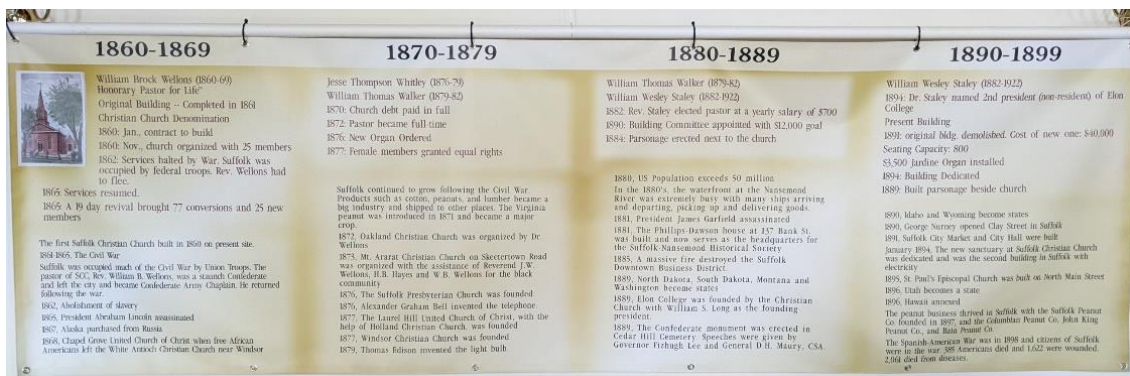 1860-1869
William Brock Wellons (1860-69)
Honorary Pastor for Life"
Original Building -- Completed in 1861
Christian Church Denomination
1860: Jan., contract to build
1860: Nov., church organized with 25 members
1862: Services halted by War. Suffolk was
occupied by federal troops. Rev. Wellons had
to flee.
1865: Services resumed.
1865: A 19 day revival brought 77 conversions and 25 new
members
The first Suffolk Christian Church built in 1860 on present site.
1861-1865, The Civil War
Suffolk was occupied much of the Civil War by Union Troops. The
pastor of SCC, Rev. William B. Wellons, was a staunch Confederate
and left the city and became Confederate Army Chaplain. He returned
following the war.
1862, Abolishment of slavery
1865, President Abraham Lincoln assassinated
1867, Alaska purchased from Russia
1868, Chapel Grove United Church of Christ when free African
Americans left the White Antioch Christian Church near Windsor
1870-1879
Jesse Thompson Whitley (1876-79)
William Thomas Walker (1879-82)
1870: Church debt paid in full
1872: Pastor became full-time
1876: New Organ Ordered
1877: Female members granted equal rights
Suffolk continued to grow following the Civil War.
Products such as cotton, peanuts, and lumber became a
big industry and shipped to other places. The Virginia
peanut was introduced in 1871 and became a major
crop.
1872, Oakland Christian Church was organized by Dr
Wellons
1873, Mt. Ararat Christian Church on Skeetertown Road
was organized with the assistance of Reverend J.W.
Wellons, H.B. Hayes and W.B. Wellons for the black
community
1876, The Suffolk Presbyterian Church was founded
1876, Alexander Graham Bell invented the telephone
1877, The Laurel Hill United Church of Christ, with the
help of Holland Christian Church, was founded
1877, Windsor Christian Church was founded
1879, Thomas Edison invented the light bulb
1880-1889
William Thomas Walker (1879-82)
William Wesley Staley (1882-1922)
1882: Rev. Staley elected pastor at a yearly salary of $700
1890: Building Committee appointed with $12,000 goal
1884: Parsonage erected next to the church
1880, US Population exceeds 50 million
In the 1880's, the waterfront at the Nansemond
River was extremely busy with many ships arriving
and departing, picking up and delivering goods.
1881, President James Garfield assassinated
1881, The Phillips-Dawson house at 137 Bank St.
was built and now serves as the headquarters for
the Suffolk-Nansemond Historical Society
1885, A massive fire destroyed the Suffolk
Downtown Business District
1889, North Dakota, South Dakota, Montana and
Washington become states
1889, Elon College was founded by the Christian
Church with William S. Long as the founding
president.
1889, The Confederate monument was erected in
Cedar Hill Cemetery. Speeches were given by
Governor Fizhugh Lee and General D.H. Maury, CSA.
1890-1899
William Wesley Staley (1882-1922)
1894: Dr. Staley named 2nd president (non-resident) of Elon
College
Present Building
1891: original bldg. demolished. Cost of new one: $40,000
Seating Capacity: 800
$3,500 Jardine Organ installed
1894: Building Dedicated
1889: Built parsonage beside church
1890, Idaho and Wyoming become states
1890, George Nurney opened Clay Street in Suffolk
1891, Suffolk City Market and City Hall were built
January 1894, The new sanctuary at Suffolk Christian Church
was dedicated and was the second building in Suffolk with
electricity
1895, St. Paul's Episcopal Church was built on North Main Street
1896, Utah becomes a state
1896, Hawaii annexed
The peanut business thrived in Suffolk with the Suffolk Peanut
Co. founded in 1897, and the Columbian Peanut Co., John King
Peanut Co., and Bain Peanut Co.
The Spanish-American War was in 1898 and citizens of Suffolk
were in the war. 385 Americans died and 1,622 were wounded.
2,061 died from diseases.